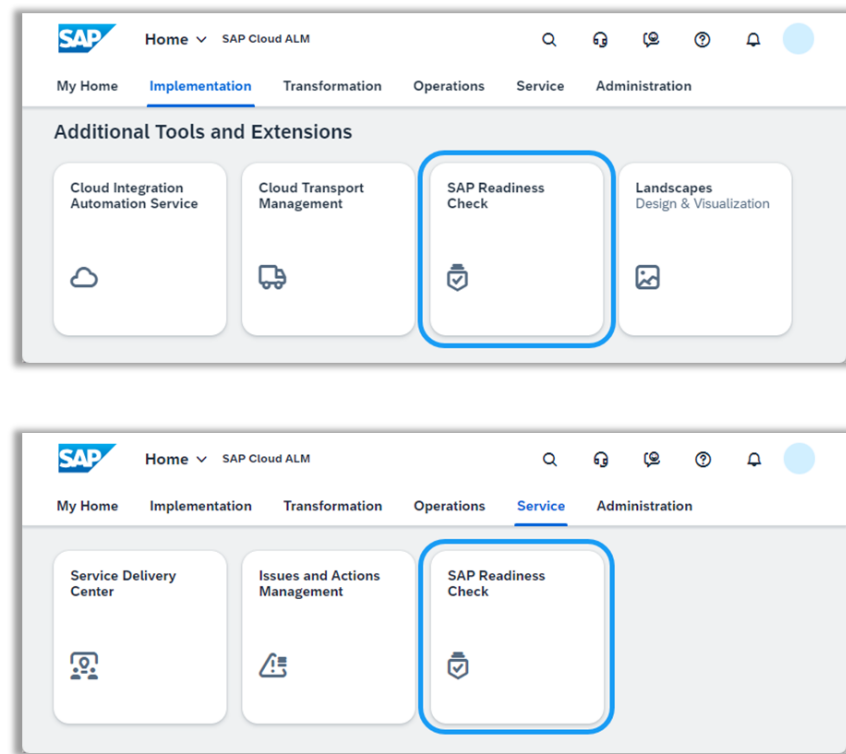 SAP Home SAP Cloud ALM
My Home Implementation Transformation Operations Service Administration
Additional Tools and Extensions
Cloud Integration
Automation Service
Cloud Transport
Management
SAP Readiness
Check
Landscapes
Design & Visualization
SAP Home SAP Cloud ALM
My Home Implementation Transformation Operations Service Administration
Service Delivery
Center
Issues and Actions
Management
SAP Readiness
Check